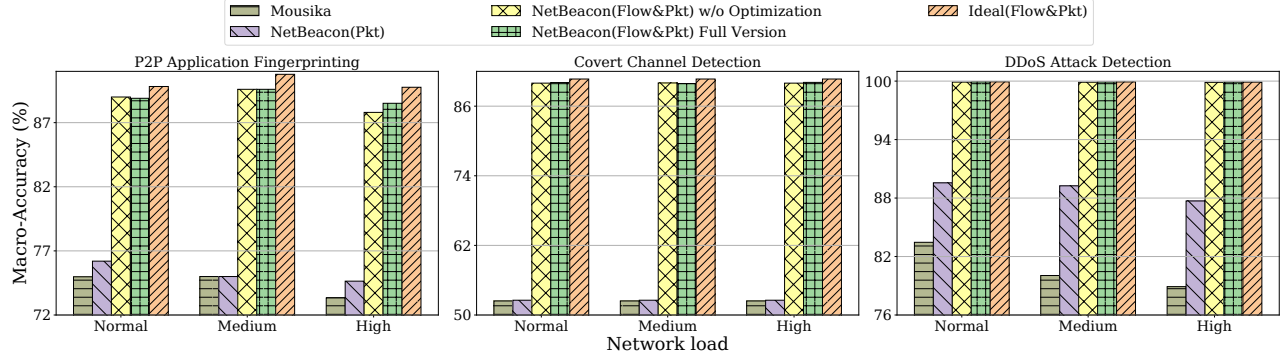 Mousika
NetBeacon(Pkt)
NetBeacon(Flow&Pkt) w/o Optimization
NetBeacon(Flow&Pkt) Full Version
Ideal(Flow&Pkt)
Macro-Accuracy (%)
P2P Application Fingerprinting
87
82
77
72
Normal Medium High
Covert Channel Detection
86
74
62
50
Normal Medium High
DDoS Attack Detection
100
94
88
82
76
Normal Medium High
Network load